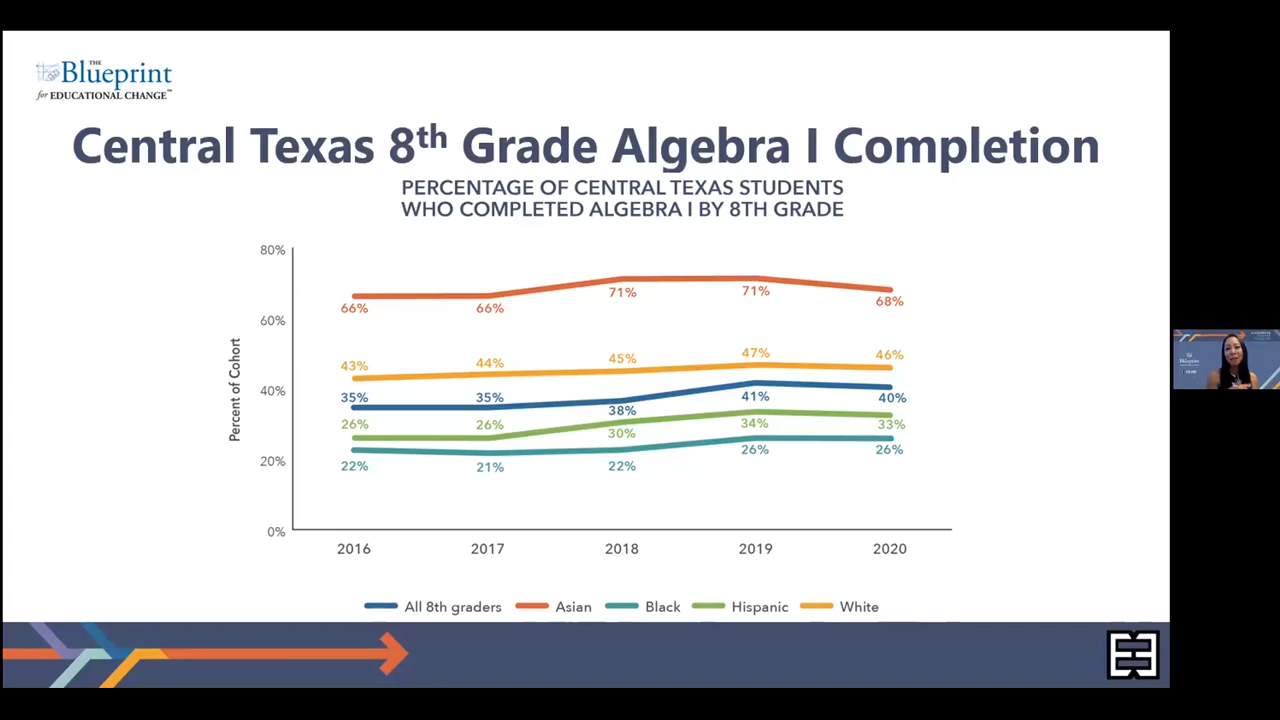 THE
Blueprint
for EDUCATIONAL CHANGE™
Central Texas 8th Grade Algebra I Completion
PERCENTAGE OF CENTRAL TEXAS STUDENTS
WHO COMPLETED ALGEBRA I BY 8TH GRADE
Percent of Cohort
80%
60%
40%
20%
0%
66% 66% 71% 71% 68%
43% 44% 45% 47% 46%
35% 35% 38% 41% 40%
26% 26% 30% 34% 33%
22% 21% 22% 26% 26%
2016 2017 2018 2019 2020
All 8th graders Asian Black Hispanic White